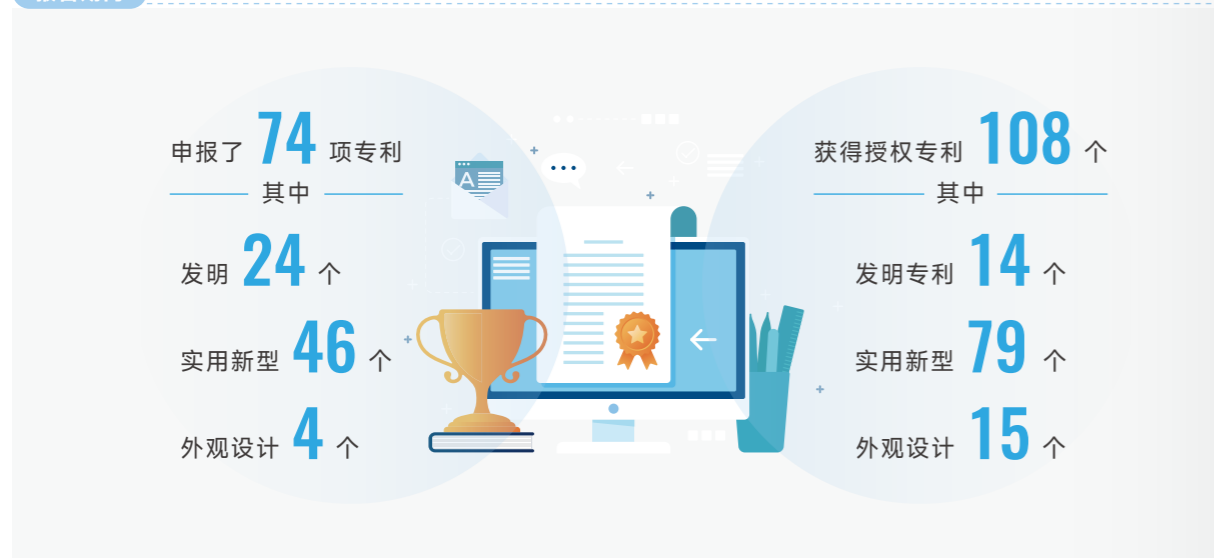 申报了 74 项专利
其中
发明 24 个
实用新型 46 个
外观设计 4 个
A
获得授权专利 108 个
其中
发明专利 14 个
实用新型 79 个
外观设计 15 个